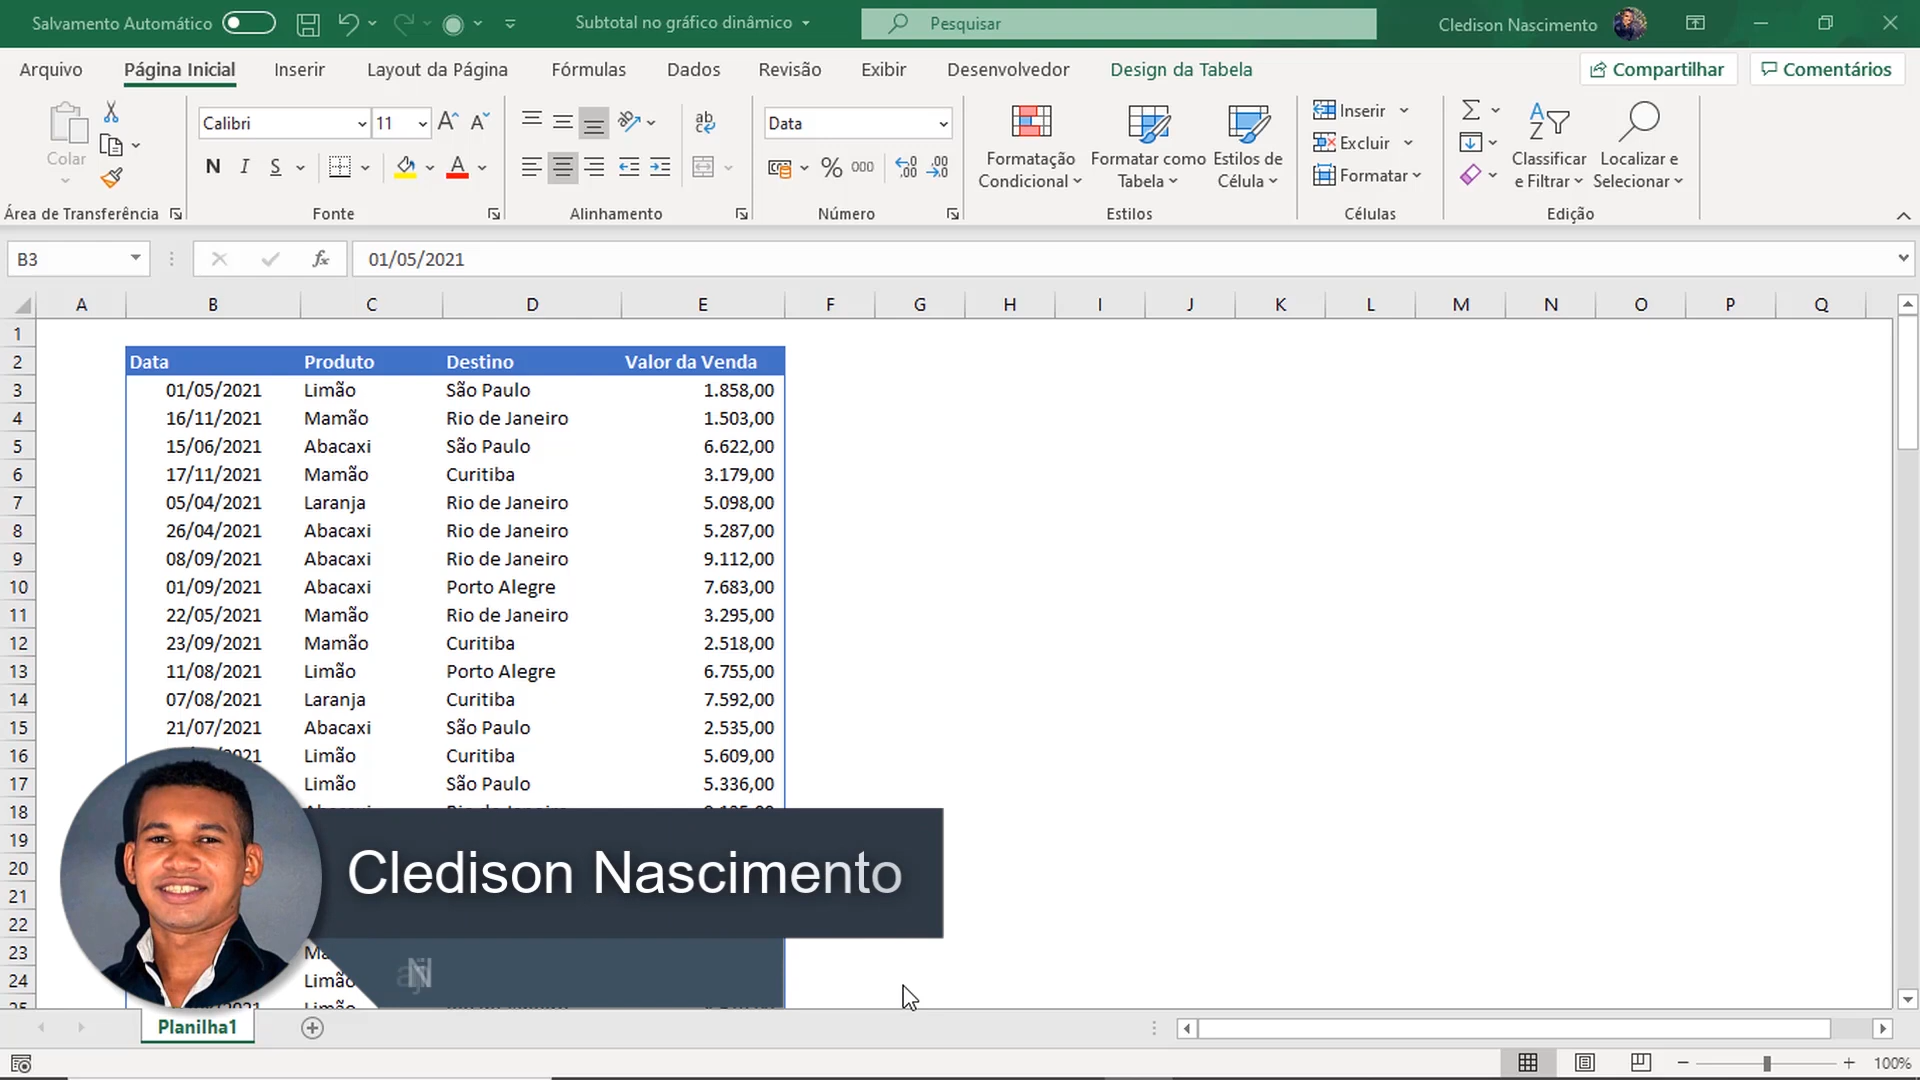 Salvamento Automático
Subtotal no gráfico dinâmico
Pesquisar
Cledison Nascimento
Arquivo Página Inicial Inserir Layout da Página Fórmulas Dados Revisão Exibir Desenvolvedor Design da Tabela Compartilhar Comentários
Colar
Área de Transferência
Calibri 11
N I S
Fonte
ab
Alinhamento
Data
% 000
Número
Formatação Condicional
Formatar como Tabela
Estilos de Célula
Estilos
Inserir
Excluir
Formatar
Células
Classificar e Filtrar
Localizar e Selecionar
Edição
B3 fx 01/05/2021
A B C D E F G H I J K L M N O P Q
1
2 Data Produto Destino Valor da Venda
3 01/05/2021 Limão São Paulo 1.858,00
4 16/11/2021 Mamão Rio de Janeiro 1.503,00
5 15/06/2021 Abacaxi São Paulo 6.622,00
6 17/11/2021 Mamão Curitiba 3.179,00
7 05/04/2021 Laranja Rio de Janeiro 5.098,00
8 26/04/2021 Abacaxi Rio de Janeiro 5.287,00
9 08/09/2021 Abacaxi Rio de Janeiro 9.112,00
10 01/09/2021 Abacaxi Porto Alegre 7.683,00
11 22/05/2021 Mamão Rio de Janeiro 3.295,00
12 23/09/2021 Mamão Curitiba 2.518,00
13 11/08/2021 Limão Porto Alegre 6.755,00
14 07/08/2021 Laranja Curitiba 7.592,00
15 21/07/2021 Abacaxi São Paulo 2.535,00
16 Limão Curitiba 5.609,00
17 Limão São Paulo 5.336,00
18
19
20
21
22
23
24 Limão
Cledison Nascimento
Planilha1
100%